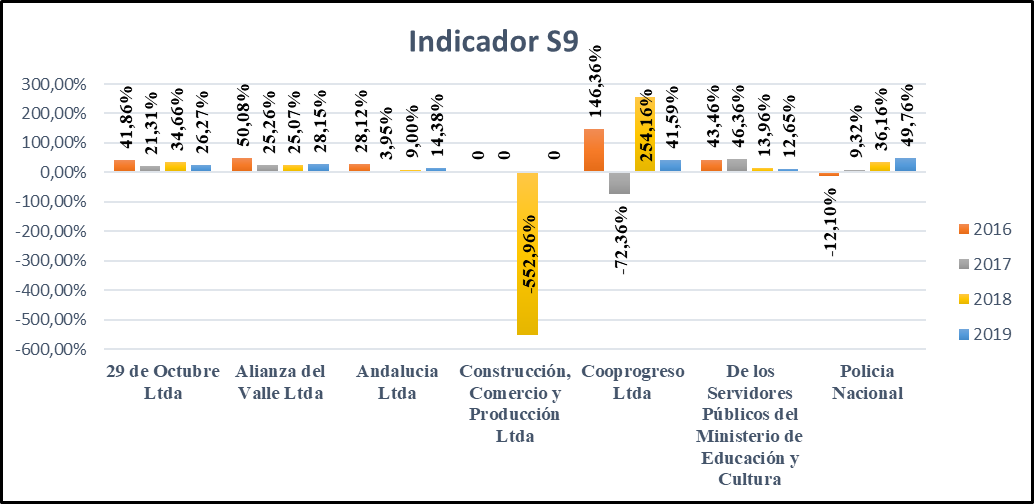 Indicador S9
300,00%
200,00%
100,00%
0,00%
-100,00%
-200,00%
-300,00%
-400,00%
-500,00%
-600,00%
41,86%
21,31%
34,66%
26,27%
50,08%
25,26%
25,07%
28,15%
28,12%
3,95%
9,00%
14,38%
0
0
-552,96%
0
146,36%
-72,36%
254,16%
41,59%
43,46%
46,36%
13,96%
12,65%
-12,10%
9,32%
36,16%
49,76%
29 de Octubre
Ltda
Alianza del
Valle Ltda
Andalucia
Ltda
Construcción,
Comercio y
Producción
Ltda
Cooprogreso
Ltda
De los
Servidores
Públicos del
Ministerio de
Educación y
Cultura
Policia
Nacional
2016
2017
2018
2019